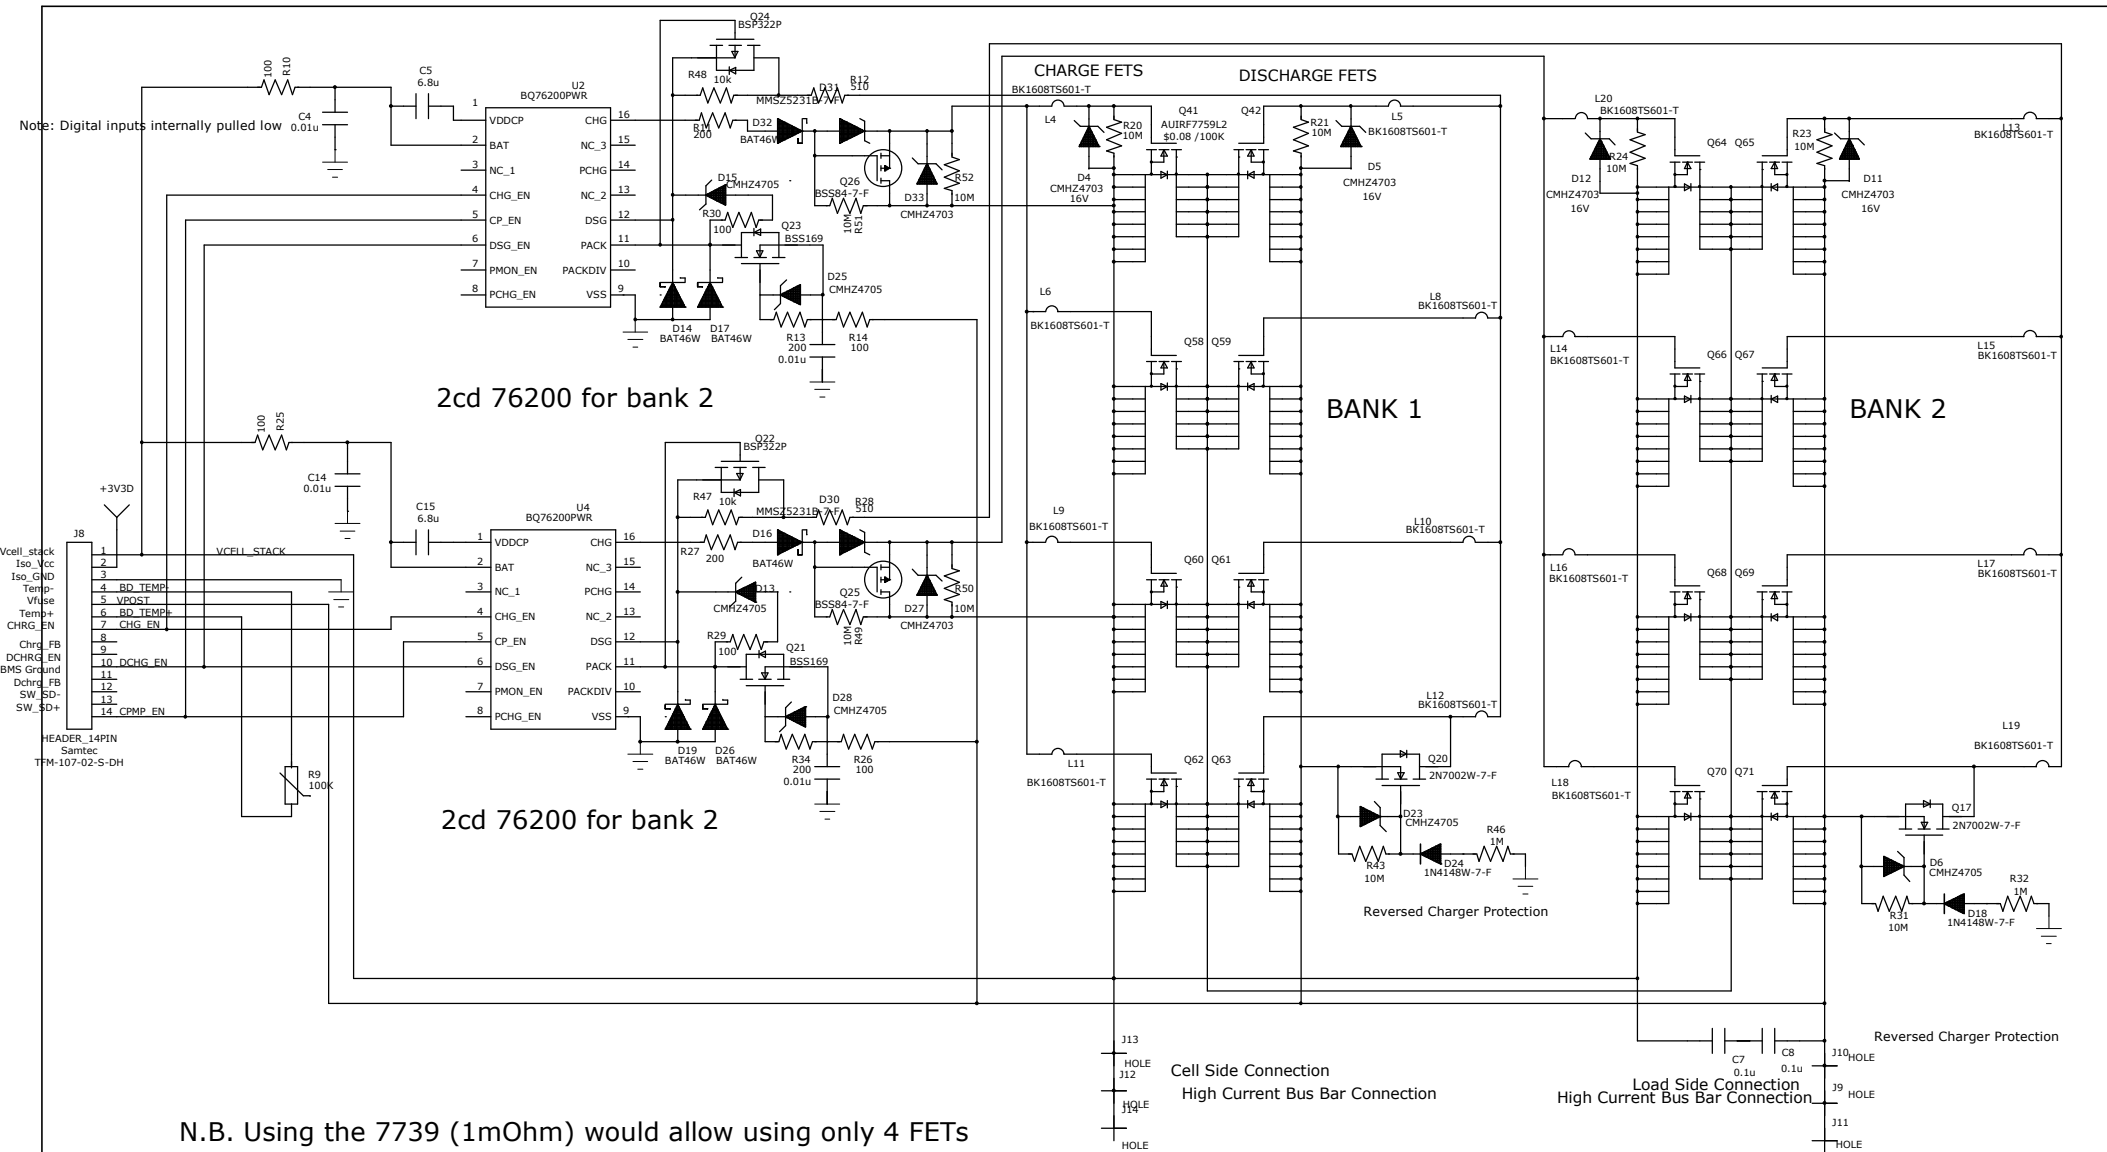 Q24
BSP322P
100
R10
C5
6.8u
U2
BQ76200PWR
R48
10k
D31
MMSZ5231B-7-F
R12
510
Note: Digital inputs internally pulled low
C4
0.01u
1
VDDCP
CHG
16
2
BAT
NC_3
15
3
NC_1
PCHG
14
4
CHG_EN
NC_2
13
5
CP_EN
DSG
12
6
DSG_EN
PACK
11
7
PMON_EN
PACKDIV
10
8
PCHG_EN
VSS
9
R11
200
D32
BAT46W
D15
CMHZ4705
R30
100
Q26
BSS84-7-F
10M
R51
D33
CMHZ4703
R52
10M
Q23
BSS169
D25
CMHZ4705
D14
BAT46W
D17
BAT46W
R13
200
0.01u
R14
100
CHARGE FETS
DISCHARGE FETS
BK1608TS601-T
L4
R20
10M
Q41
AUIRF7759L2
$0.08 /100K
Q42
R21
10M
L5
BK1608TS601-T
D4
CMHZ4703
16V
D5
CMHZ4703
16V
L20
BK1608TS601-T
R24
10M
D12
CMHZ4703
16V
Q64
Q65
R23
10M
D11
CMHZ4703
16V
L13
BK1608TS601-T
L6
BK1608TS601-T
Q58
Q59
L8
BK1608TS601-T
L14
BK1608TS601-T
Q66
Q67
L15
BK1608TS601-T
2cd 76200 for bank 2
BANK 1
BANK 2
100
R25
C14
0.01u
+3V3D
C15
6.8u
U4
BQ76200PWR
Q22
BSP322P
R47
10k
D30
MMSZ5231B-7-F
R28
510
1
VDDCP
CHG
16
2
BAT
NC_3
15
3
NC_1
PCHG
14
4
CHG_EN
NC_2
13
5
CP_EN
DSG
12
6
DSG_EN
PACK
11
7
PMON_EN
PACKDIV
10
8
PCHG_EN
VSS
9
R27
200
D16
BAT46W
D13
CMHZ4705
R29
100
Q25
BSS84-7-F
10M
R49
D27
CMHZ4703
R50
10M
Q21
BSS169
D28
CMHZ4705
D19
BAT46W
D26
BAT46W
R34
200
0.01u
R26
100
J8
Vcell_stack
1
VCELL_STACK
Iso_Vcc
2
Iso_GND
3
Temp-
4
BD_TEMP-
Vfuse
5
VPOST
Temp+
6
BD_TEMP+
CHRG_EN
7
CHG_EN
8
Chrg_FB
9
DCHRG_EN
10
DCHG_EN
BMS Ground
11
Dchrg_FB
12
SW_SD-
13
SW_SD+
14
CPMP_EN
HEADER_14PIN
Samtec
TFM-107-02-S-DH
R9
100K
2cd 76200 for bank 2
L9
BK1608TS601-T
Q60
Q61
L10
BK1608TS601-T
L16
BK1608TS601-T
Q68
Q69
L17
BK1608TS601-T
L11
BK1608TS601-T
Q62
Q63
L12
BK1608TS601-T
Q20
2N7002W-7-F
D23
CMHZ4705
R43
10M
D24
1N4148W-7-F
R46
1M
Reversed Charger Protection
L18
BK1608TS601-T
Q70
Q71
L19
BK1608TS601-T
Q17
2N7002W-7-F
D6
CMHZ4705
R31
10M
D18
1N4148W-7-F
R32
1M
Reversed Charger Protection
J13
HOLE
J12
HOLE
J14
HOLE
Cell Side Connection
High Current Bus Bar Connection
C7
0.1u
C8
0.1u
J10
HOLE
J9
HOLE
J11
HOLE
Load Side Connection
High Current Bus Bar Connection
N.B. Using the 7739 (1mOhm) would allow using only 4 FETs